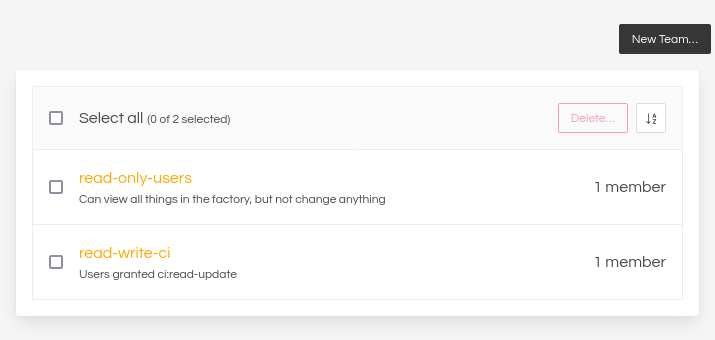 New Team...
Select all (0 of 2 selected)
Delete...
A
Z
read-only-users
Can view all things in the factory, but not change anything
1 member
read-write-ci
Users granted ci:read-update
1 member